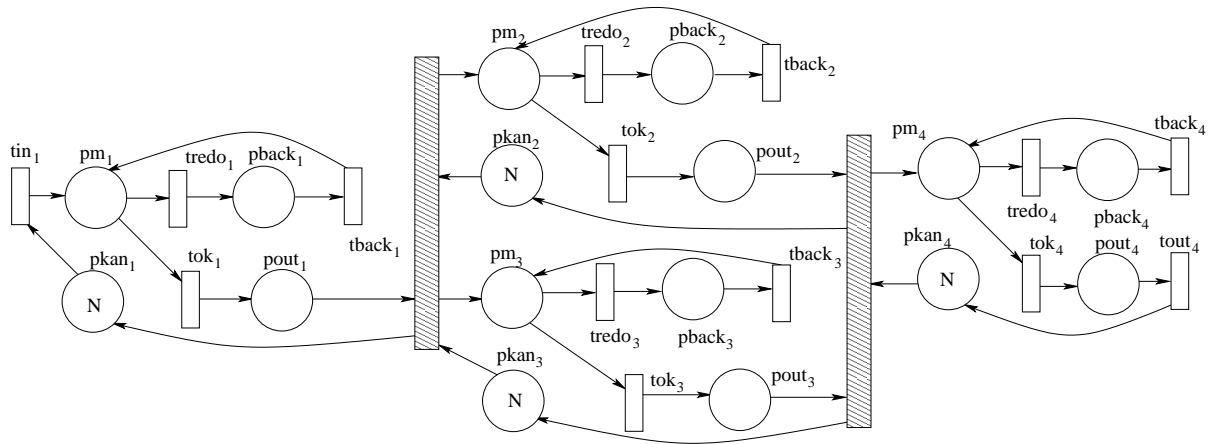 tin1
pm1
tredo1
pback1
tback1
pkan1
N
tok1
pout1
pm2
tredo2
pback2
tback2
pkan2
N
tok2
pout2
pm3
tredo3
pback3
tback3
pkan3
N
tok3
pout3
pm4
tredo4
pback4
tback4
pkan4
N
tok4
pout4
tout4